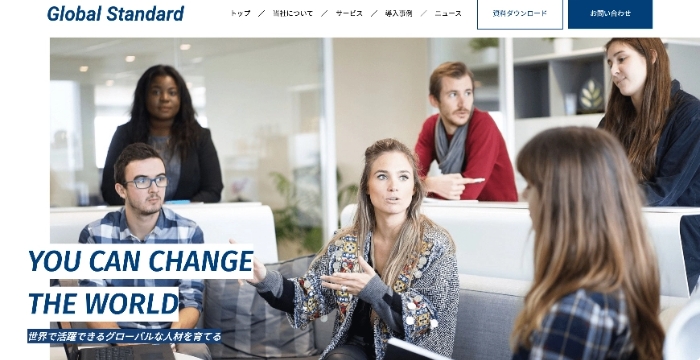 Global Standard
トップ ／ 当社について ／ サービス ／ 導入事例 ／ ニュース 資料ダウンロード お問い合わせ
YOU CAN CHANGE
THE WORLD
世界で活躍できるグローバルな人材を育てる